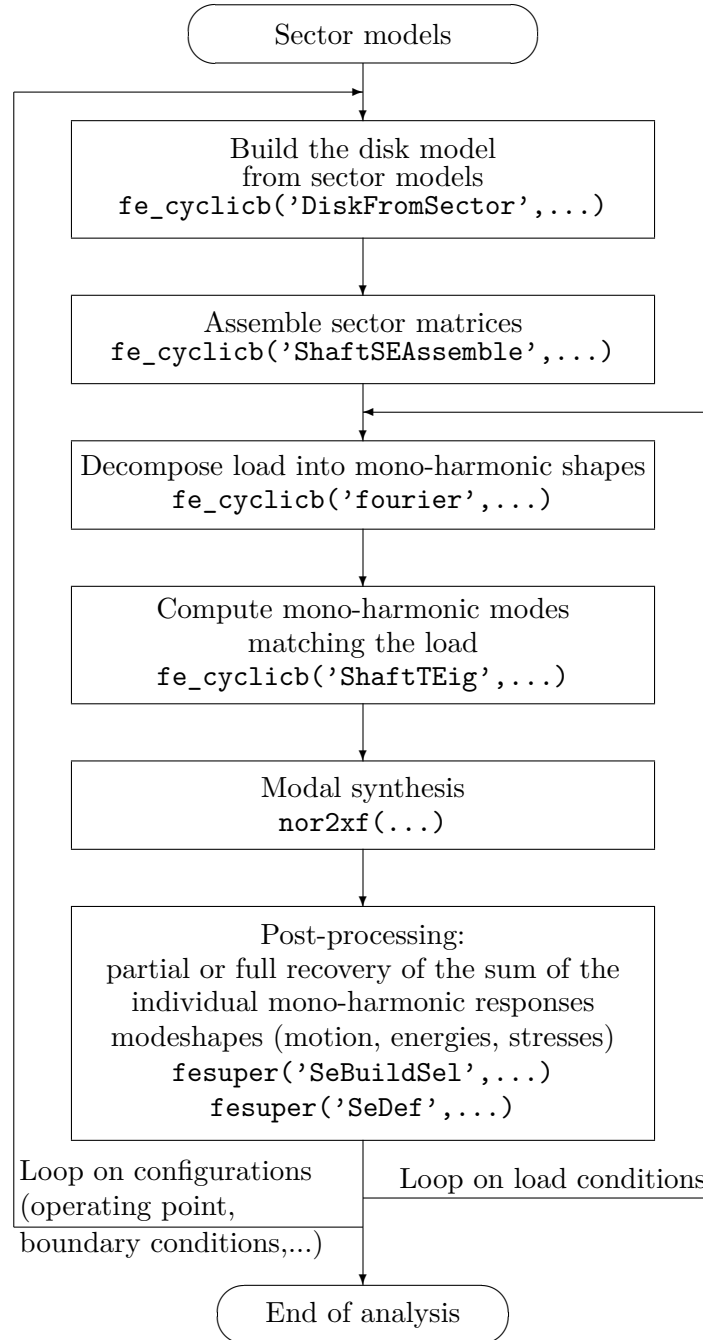 Sector models
Build the disk model
from sector models
fe_cyclicb('DiskFromSector',...)
Assemble sector matrices
fe_cyclicb('ShaftSEAssemble',...)
Decompose load into mono-harmonic shapes
fe_cyclicb('fourier',...)
Compute mono-harmonic modes
matching the load
fe_cyclicb('ShaftTEig',...)
Modal synthesis
nor2xf(...)
Post-processing:
partial or full recovery of the sum of the
individual mono-harmonic responses
modeshapes (motion, energies, stresses)
fesuper('SeBuildSel',...)
fesuper('SeDef',...)
Loop on configurations
(operating point,
boundary conditions,...)
Loop on load conditions
End of analysis